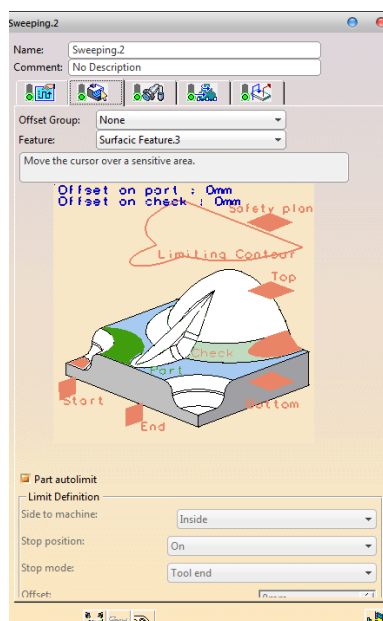 Sweeping.2
Name: Sweeping.2
Comment: No Description
Offset Group: None
Feature: Surfacic Feature.3
Move the cursor over a sensitive area.
Offset on part : 0mm
Offset on check : 0mm
Safety plan
Limiting Contour
Top
Check
Part
Start
Bottom
End
Part autolimit
Limit Definition
Side to machine: Inside
Stop position: On
Stop mode: Tool end
Offset: 0mm